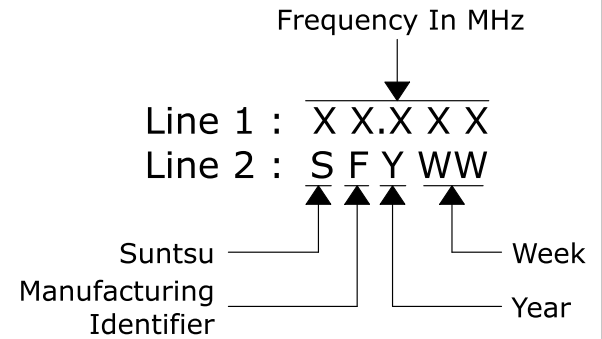 Frequency In MHz
Line 1 : X X.X X X
Line 2 : S F Y WW
Suntsu
Week
Manufacturing
Identifier
Year